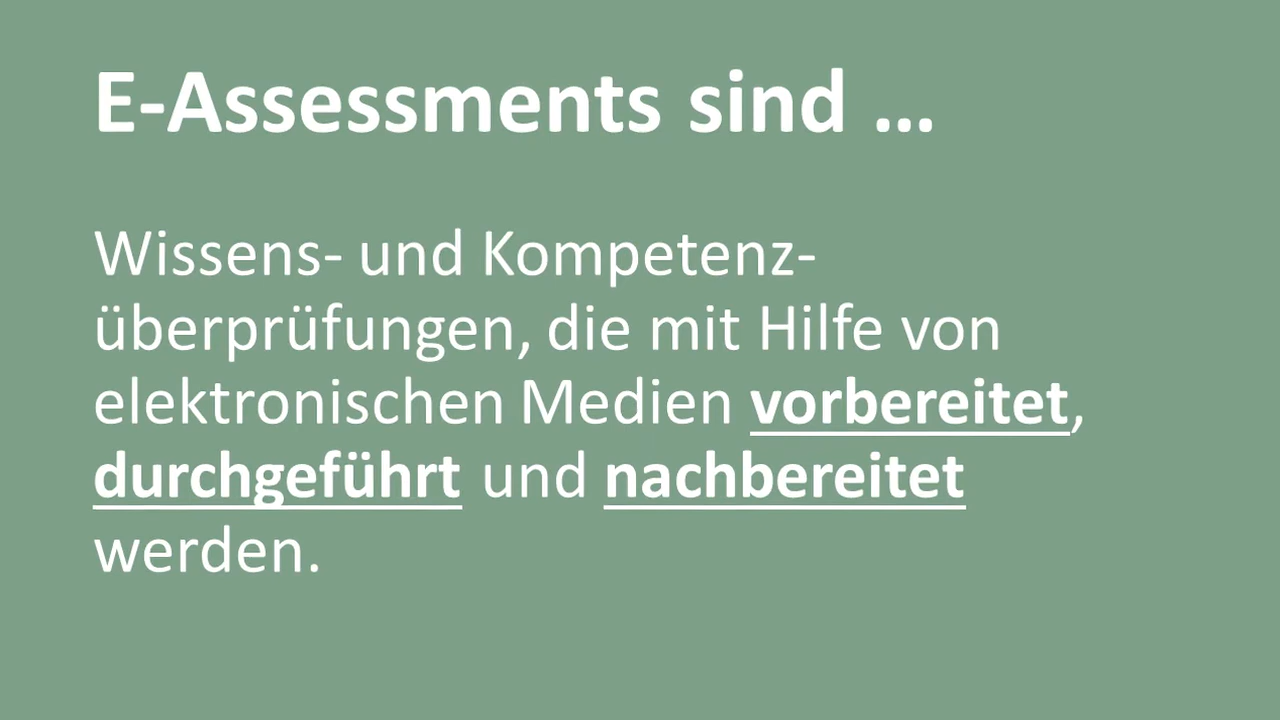 E-Assessments sind ...
Wissens- und Kompetenz-
überprüfungen, die mit Hilfe von
elektronischen Medien vorbereitet,
durchgeführt und nachbereitet
werden.